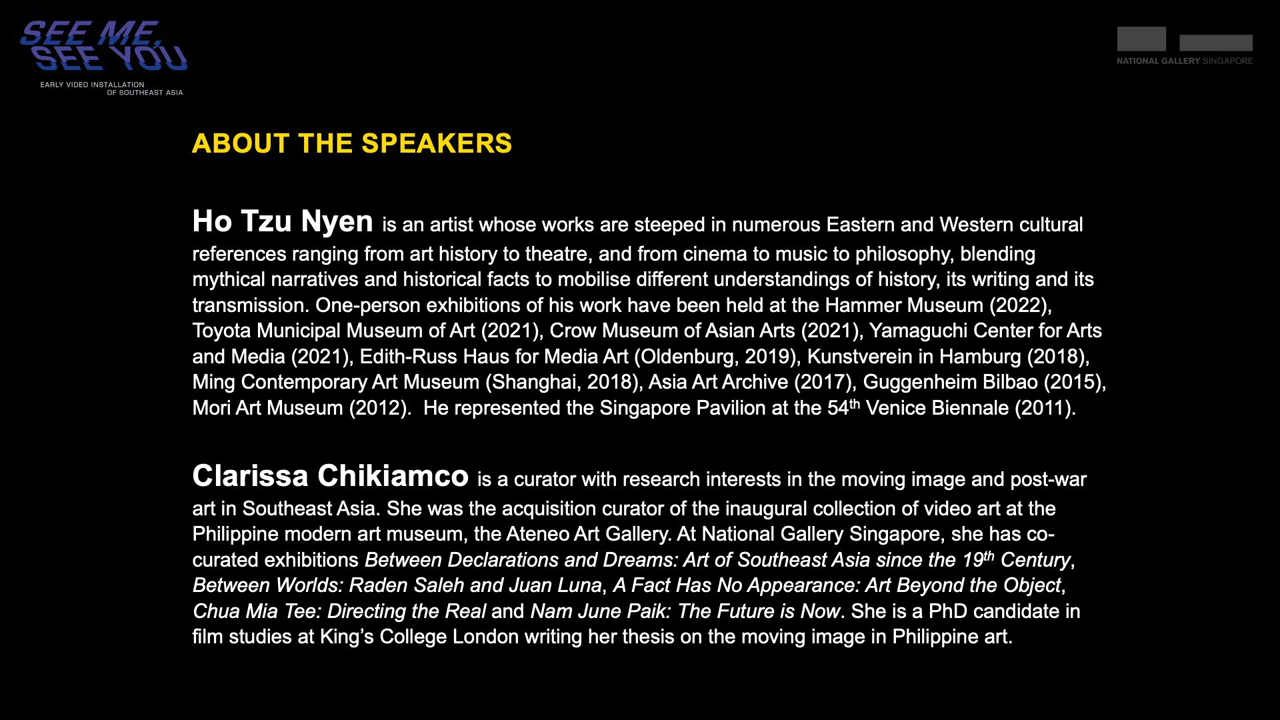 SEE ME,
SEE YOU
EARLY VIDEO INSTALLATION
OF SOUTHEAST ASIA
NATIONAL GALLERY SINGAPORE
ABOUT THE SPEAKERS
Ho Tzu Nyen is an artist whose works are steeped in numerous Eastern and Western cultural
references ranging from art history to theatre, and from cinema to music to philosophy, blending
mythical narratives and historical facts to mobilise different understandings of history, its writing and its
transmission. One-person exhibitions of his work have been held at the Hammer Museum (2022),
Toyota Municipal Museum of Art (2021), Crow Museum of Asian Arts (2021), Yamaguchi Center for Arts
and Media (2021), Edith-Russ Haus for Media Art (Oldenburg, 2019), Kunstverein in Hamburg (2018),
Ming Contemporary Art Museum (Shanghai, 2018), Asia Art Archive (2017), Guggenheim Bilbao (2015),
Mori Art Museum (2012). He represented the Singapore Pavilion at the 54th Venice Biennale (2011).
Clarissa Chikiamco is a curator with research interests in the moving image and post-war
art in Southeast Asia. She was the acquisition curator of the inaugural collection of video art at the
Philippine modern art museum, the Ateneo Art Gallery. At National Gallery Singapore, she has co-
curated exhibitions Between Declarations and Dreams: Art of Southeast Asia since the 19th Century,
Between Worlds: Raden Saleh and Juan Luna, A Fact Has No Appearance: Art Beyond the Object,
Chua Mia Tee: Directing the Real and Nam June Paik: The Future is Now. She is a PhD candidate in
film studies at King's College London writing her thesis on the moving image in Philippine art.